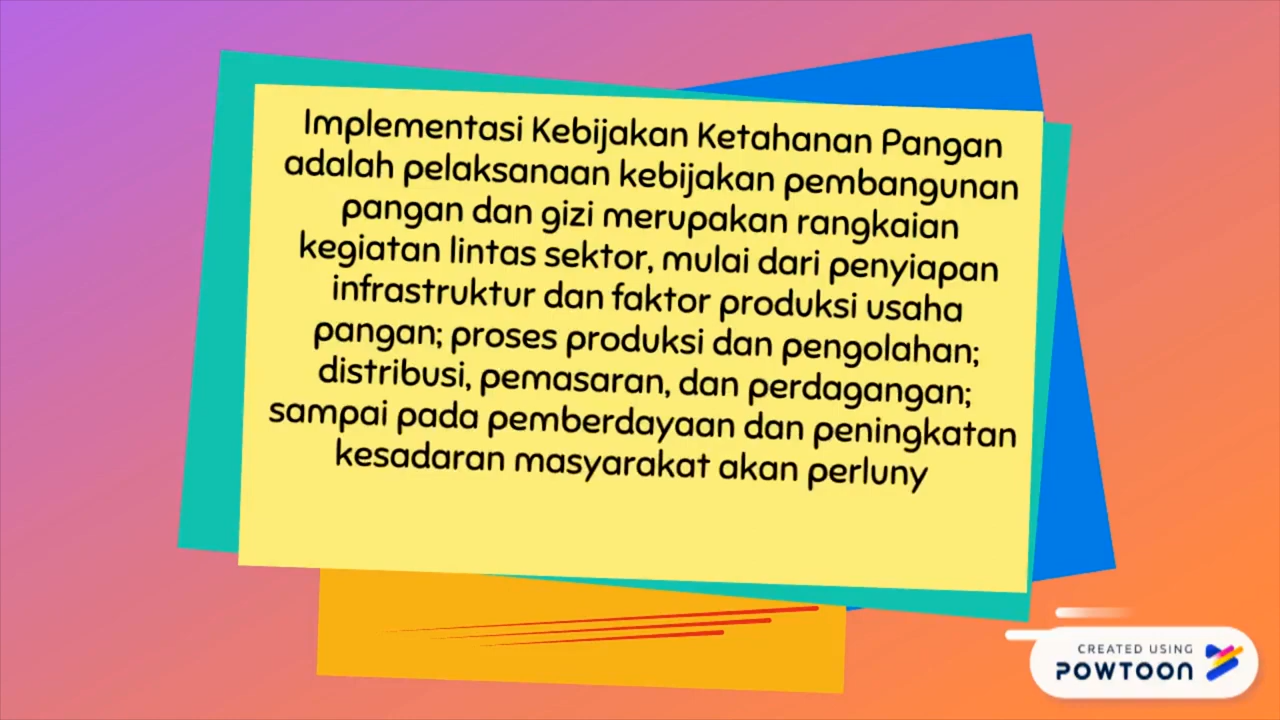 Implementasi Kebijakan Ketahanan Pangan
adalah pelaksanaan kebijakan pembangunan
pangan dan gizi merupakan rangkaian
kegiatan lintas sektor, mulai dari penyiapan
infrastruktur dan faktor produksi usaha
pangan; proses produksi dan pengolahan;
distribusi, pemasaran, dan perdagangan;
sampai pada pemberdayaan dan peningkatan
kesadaran masyarakat akan perluny
CREATED USING
POWTOON